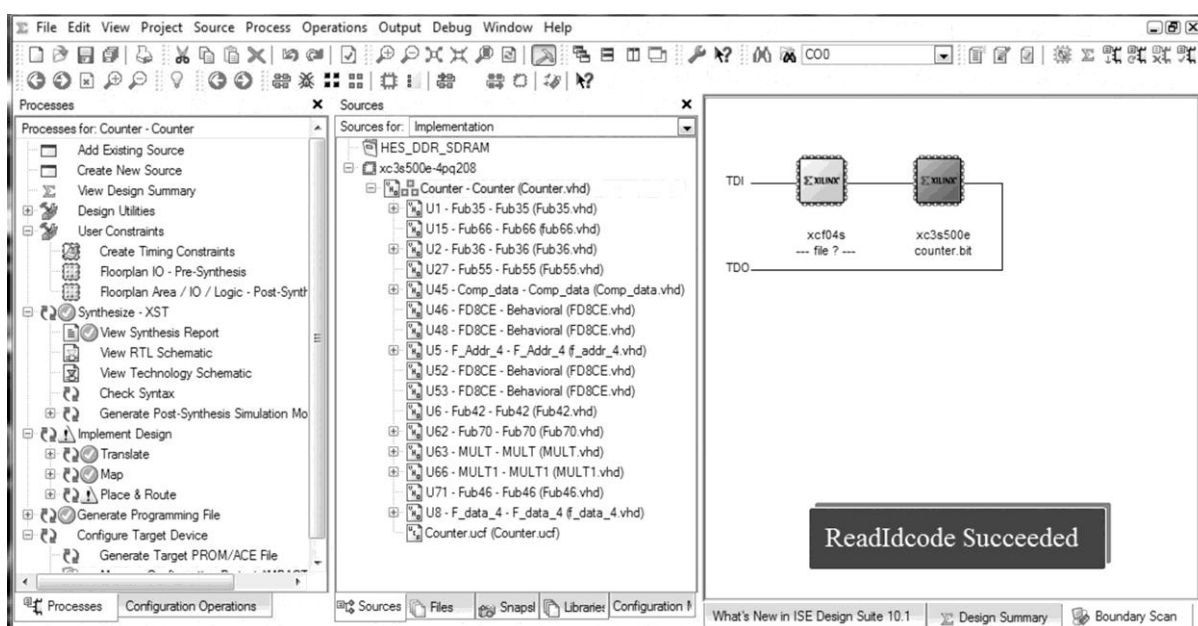 File Edit View Project Source Process Operations Output Debug Window Help
CO0
Processes
Processes for: Counter - Counter
Add Existing Source
Create New Source
View Design Summary
Design Utilities
User Constraints
Create Timing Constraints
Floorplan IO - Pre-Synthesis
Floorplan Area / IO / Logic - Post-Synth
Synthesize - XST
View Synthesis Report
View RTL Schematic
View Technology Schematic
Check Syntax
Generate Post-Synthesis Simulation Mo
Implement Design
Translate
Map
Place & Route
Generate Programming File
Configure Target Device
Generate Target PROM/ACE File
Processes Configuration Operations
Sources
Sources for: Implementation
HES_DDR_SDRAM
xc3s500e-4pq208
Counter - Counter (Counter.vhd)
U1 - Fub35 - Fub35 (Fub35.vhd)
U15 - Fub66 - Fub66 (fub66.vhd)
U2 - Fub36 - Fub36 (Fub36.vhd)
U27 - Fub55 - Fub55 (Fub55.vhd)
U45 - Comp_data - Comp_data (Comp_data.vhd)
U46 - FD8CE - Behavioral (FD8CE.vhd)
U48 - FD8CE - Behavioral (FD8CE.vhd)
U5 - F_Addr_4 - F_Addr_4 (f_addr_4.vhd)
U52 - FD8CE - Behavioral (FD8CE.vhd)
U53 - FD8CE - Behavioral (FD8CE.vhd)
U6 - Fub42 - Fub42 (Fub42.vhd)
U62 - Fub70 - Fub70 (Fub70.vhd)
U63 - MULT - MULT (MULT.vhd)
U66 - MULT1 - MULT1 (MULT1.vhd)
U71 - Fub46 - Fub46 (Fub46.vhd)
U8 - F_data_4 - F_data_4 (f_data_4.vhd)
Counter.ucf (Counter.ucf)
Sources Files Snapsl Libraries Configuration
TDI
XILINX XILINX
xcf04s xc3s500e
--- file ? --- counter.bit
TDO
ReadIdcode Succeeded
What's New in ISE Design Suite 10.1 Design Summary Boundary Scan